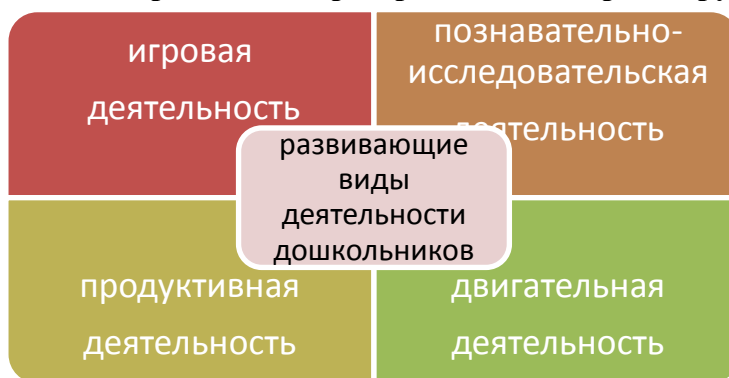 игровая
деятельность
познавательно-
исследовательская
деятельность
развивающие
виды
деятельности
дошкольников
продуктивная
деятельность
двигательная
деятельность